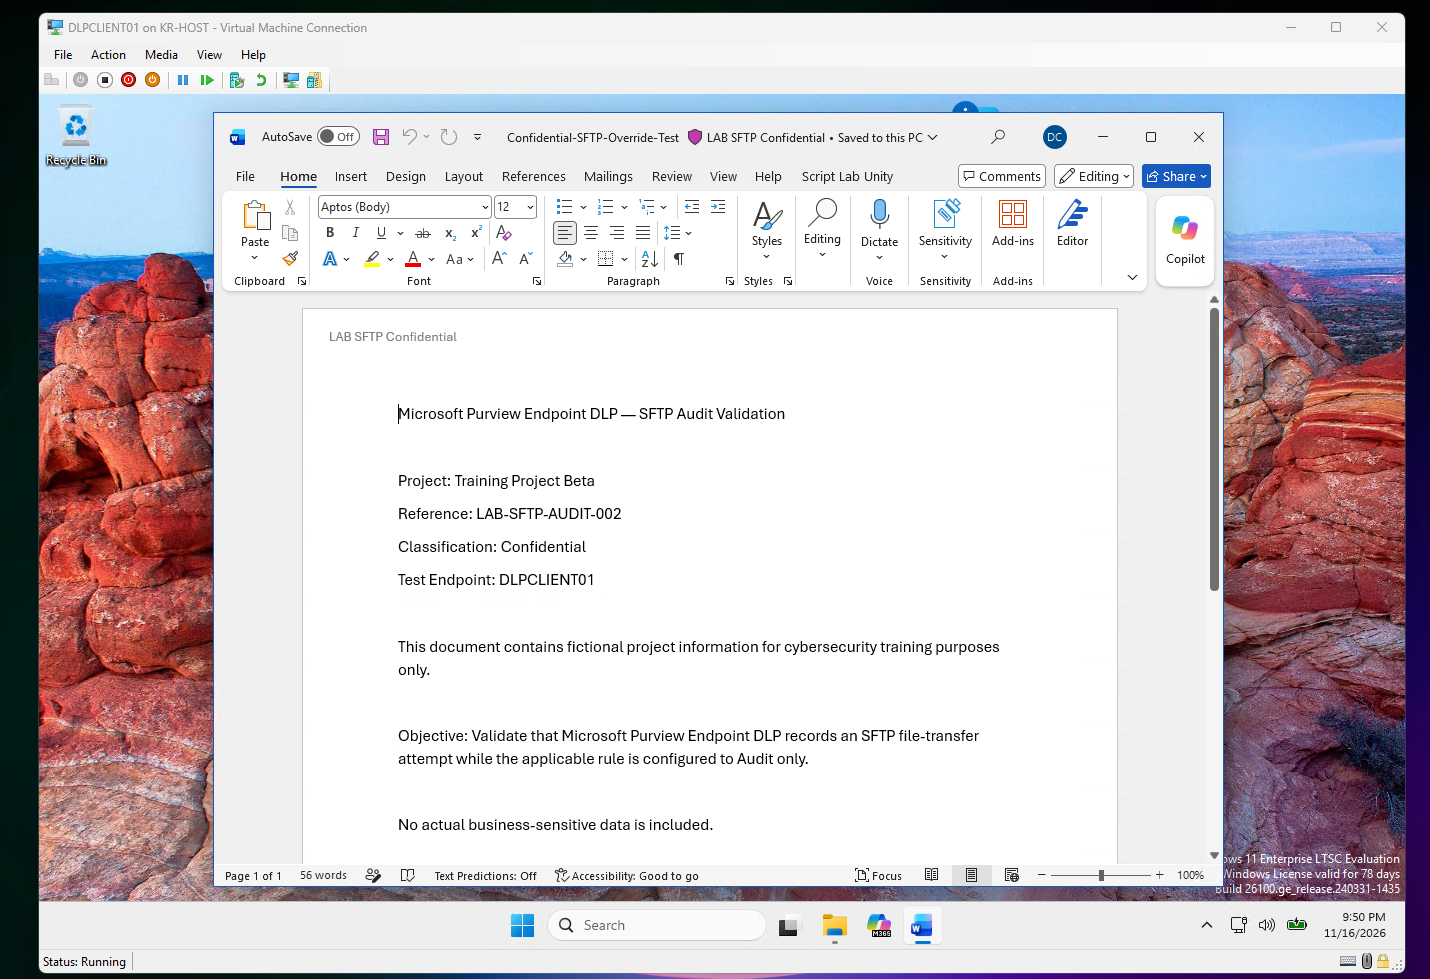 DLPCLIENT01 on KR-HOST - Virtual Machine Connection
File Action Media View Help
Recycle Bin
AutoSave Off Confidential-SFTP-Override-Test LAB SFTP Confidential • Saved to this PC DC
File Home Insert Design Layout References Mailings Review View Help Script Lab Unity Comments Editing Share
Aptos (Body) 12
Paste Styles Editing Dictate Sensitivity Add-ins Editor Copilot
Clipboard Font Paragraph Styles Voice Sensitivity Add-ins
LAB SFTP Confidential
Microsoft Purview Endpoint DLP — SFTP Audit Validation
Project: Training Project Beta
Reference: LAB-SFTP-AUDIT-002
Classification: Confidential
Test Endpoint: DLPCLIENT01
This document contains fictional project information for cybersecurity training purposes
only.
Objective: Validate that Microsoft Purview Endpoint DLP records an SFTP file-transfer
attempt while the applicable rule is configured to Audit only.
No actual business-sensitive data is included.
Page 1 of 1 56 words Text Predictions: Off Accessibility: Good to go Focus 100%
11 Enterprise LTSC Evaluation
Windows License valid for 78 days
Build 26100.ge_release.240331-1435
Search M365
9:50 PM
11/16/2026
Status: Running